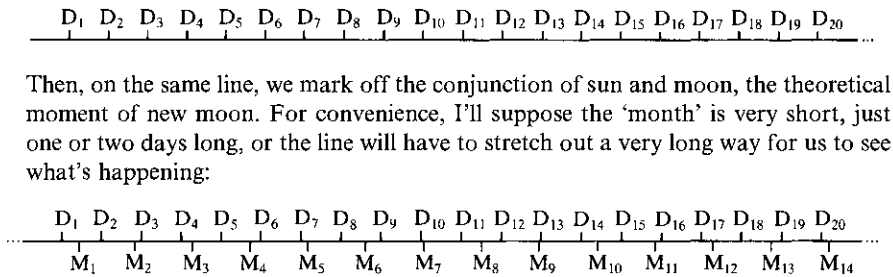 D₁ D₂ D₃ D₄ D₅ D₆ D₇ D₈ D₉ D₁₀ D₁₁ D₁₂ D₁₃ D₁₄ D₁₅ D₁₆ D₁₇ D₁₈ D₁₉ D₂₀
...
Then, on the same line, we mark off the conjunction of sun and moon, the theoretical
moment of new moon. For convenience, I'll suppose the ‘month’ is very short, just
one or two days long, or the line will have to stretch out a very long way for us to see
what's happening:
D₁ D₂ D₃ D₄ D₅ D₆ D₇ D₈ D₉ D₁₀ D₁₁ D₁₂ D₁₃ D₁₄ D₁₅ D₁₆ D₁₇ D₁₈ D₁₉ D₂₀
... ...
M₁ M₂ M₃ M₄ M₅ M₆ M₇ M₈ M₉ M₁₀ M₁₁ M₁₂ M₁₃ M₁₄